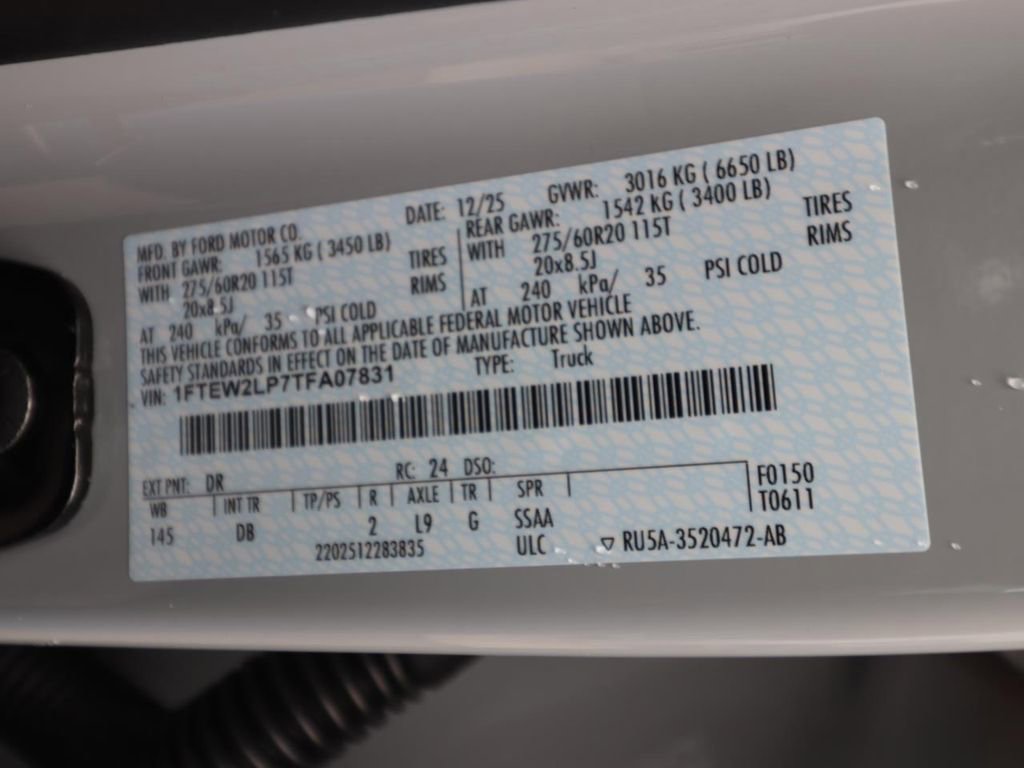 MFD. BY FORD MOTOR CO. DATE: 12/25 GVWR: 3016 KG ( 6650 LB)
FRONT GAWR: 1565 KG ( 3450 LB) REAR GAWR: 1542 KG ( 3400 LB)
WITH 275/60R20 115T TIRES WITH 275/60R20 115T TIRES
20x8.5J RIMS 20x8.5J RIMS
AT 240 kPa/ 35 PSI COLD AT 240 kPa/ 35 PSI COLD
THIS VEHICLE CONFORMS TO ALL APPLICABLE FEDERAL MOTOR VEHICLE
SAFETY STANDARDS IN EFFECT ON THE DATE OF MANUFACTURE SHOWN ABOVE.
VIN: 1FTEW2LP7TFA07831 TYPE: Truck
EXT PNT: DR RC: 24 DSO:
WB INT TR TP/PS R AXLE TR SPR F0150
145 DB 2 L9 G SSAA T0611
2202512283835 ULC ▽ RU5A-3520472-AB